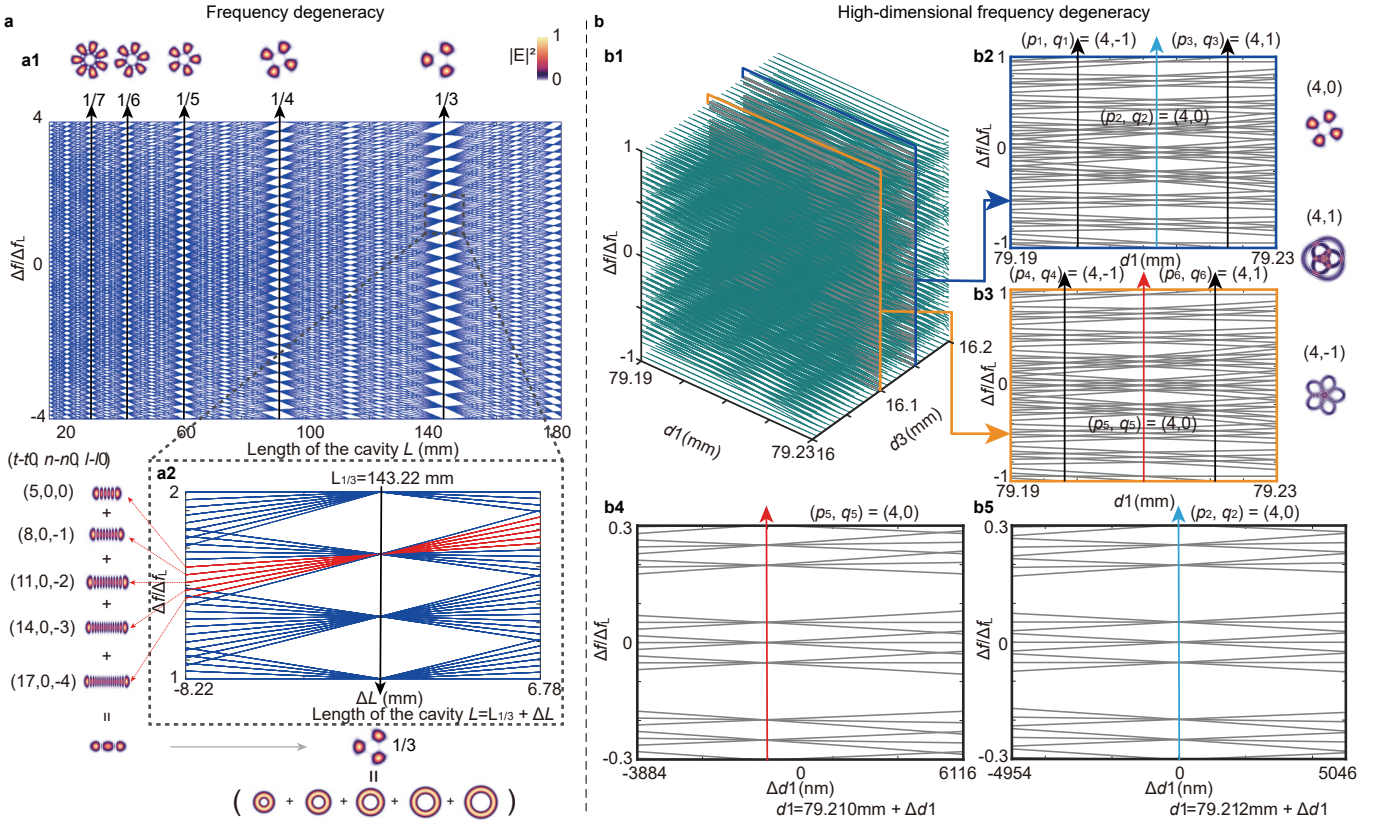 Frequency degeneracy
a
a1
|E|²
1
0
1/7
1/6
1/5
1/4
1/3
4
0
-4
Δf/Δf_L
20
60
100
140
180
Length of the cavity L (mm)
(t-t0, n-n0, l-l0)
(5,0,0)
+
(8.0,-1)
+
(11,0,-2)
+
(14,0,-3)
+
(17,0,-4)
=
a2
L1/3=143.22 mm
2
1
Δf/Δf_L
-8.22
6.78
ΔL (mm)
Length of the cavity L=L1/3 + ΔL
1/3
=
( + + + + )
High-dimensional frequency degeneracy
b
b1
1
0
-1
Δf/Δf_L
79.19
79.23
d1(mm)
16
16.1
16.2
d3(mm)
(p1, q1) = (4,-1)
(p3, q3) = (4,1)
b2
1
0
-1
Δf/Δf_L
(p2, q2) = (4,0)
79.19
d1(mm)
79.23
(p4, q4) = (4,-1)
(p6, q6) = (4,1)
b3
1
0
-1
Δf/Δf_L
(p5, q5) = (4,0)
79.19
d1(mm)
79.23
(4,0)
(4,1)
(4,-1)
b4
(p5, q5) = (4,0)
0.3
0
-0.3
Δf/Δf_L
-3884
0
6116
Δd1(nm)
d1=79.210mm + Δd1
b5
(p2, q2) = (4,0)
0.3
0
-0.3
Δf/Δf_L
-4954
0
5046
Δd1(nm)
d1=79.212mm + Δd1